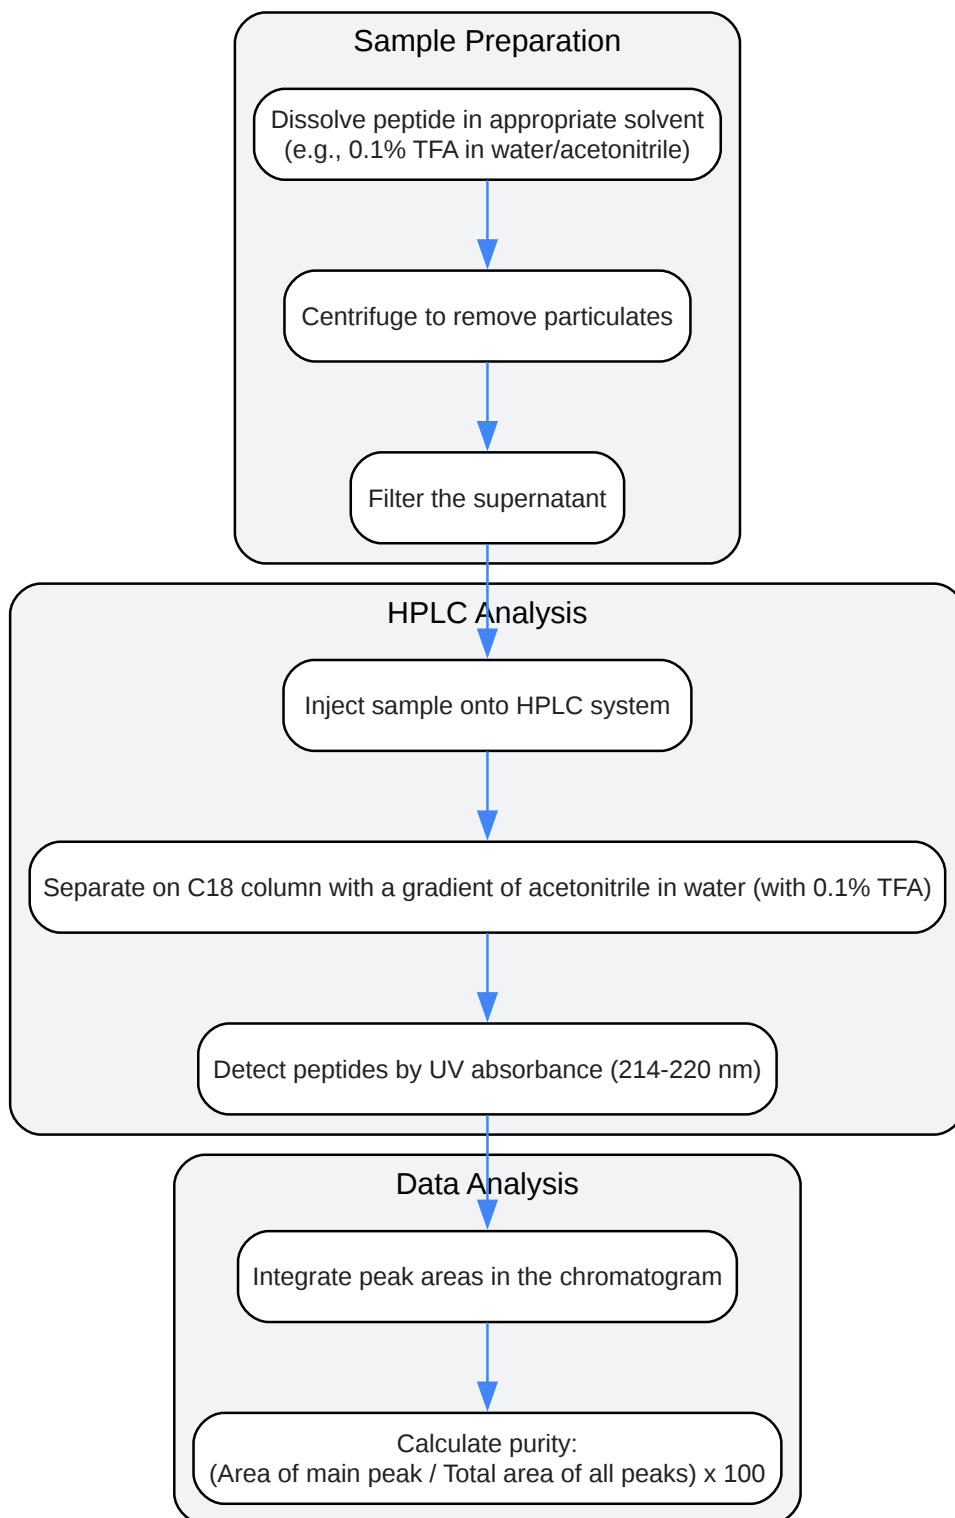 Sample Preparation
Dissolve peptide in appropriate solvent
(e.g., 0.1% TFA in water/acetonitrile)
Centrifuge to remove particulates
Filter the supernatant
HPLC Analysis
Inject sample onto HPLC system
Separate on C18 column with a gradient of acetonitrile in water (with 0.1% TFA)
Detect peptides by UV absorbance (214-220 nm)
Data Analysis
Integrate peak areas in the chromatogram
Calculate purity:
(Area of main peak / Total area of all peaks) x 100